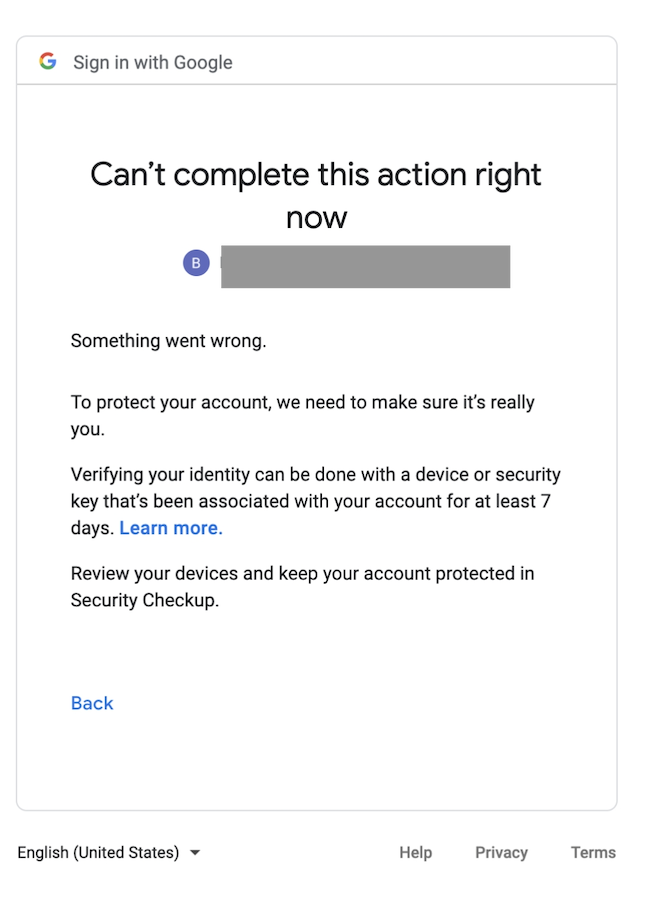 Sign in with Google
Can’t complete this action right
now
B
Something went wrong.
To protect your account, we need to make sure it’s really
you.
Verifying your identity can be done with a device or security
key that’s been associated with your account for at least 7
days. Learn more.
Review your devices and keep your account protected in
Security Checkup.
Back
English (United States)
Help Privacy Terms